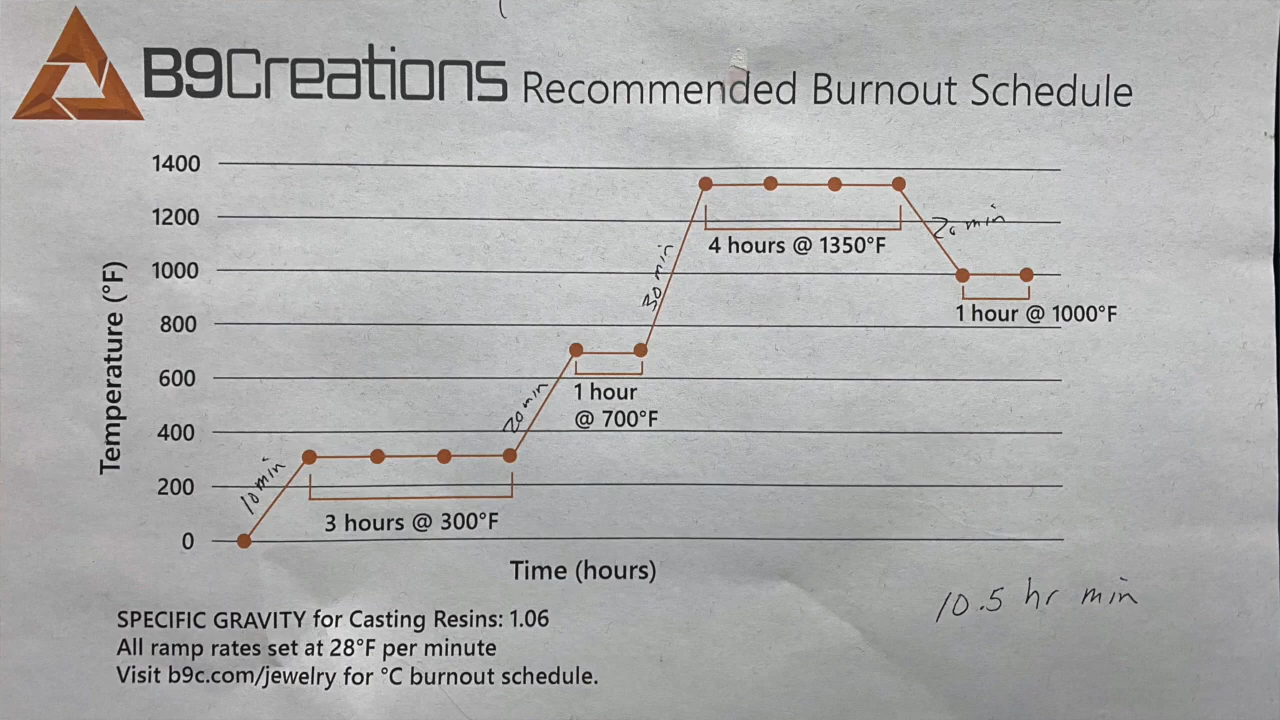 B9Creations Recommended Burnout Schedule
1400
1200
1000
800
600
400
200
0
Temperature (°F)
10 min
3 hours @ 300°F
20 min
1 hour
@ 700°F
30 min
4 hours @ 1350°F
20 min
1 hour @ 1000°F
Time (hours)
10.5 hr min
SPECIFIC GRAVITY for Casting Resins: 1.06
All ramp rates set at 28°F per minute
Visit b9c.com/jewelry for °C burnout schedule.